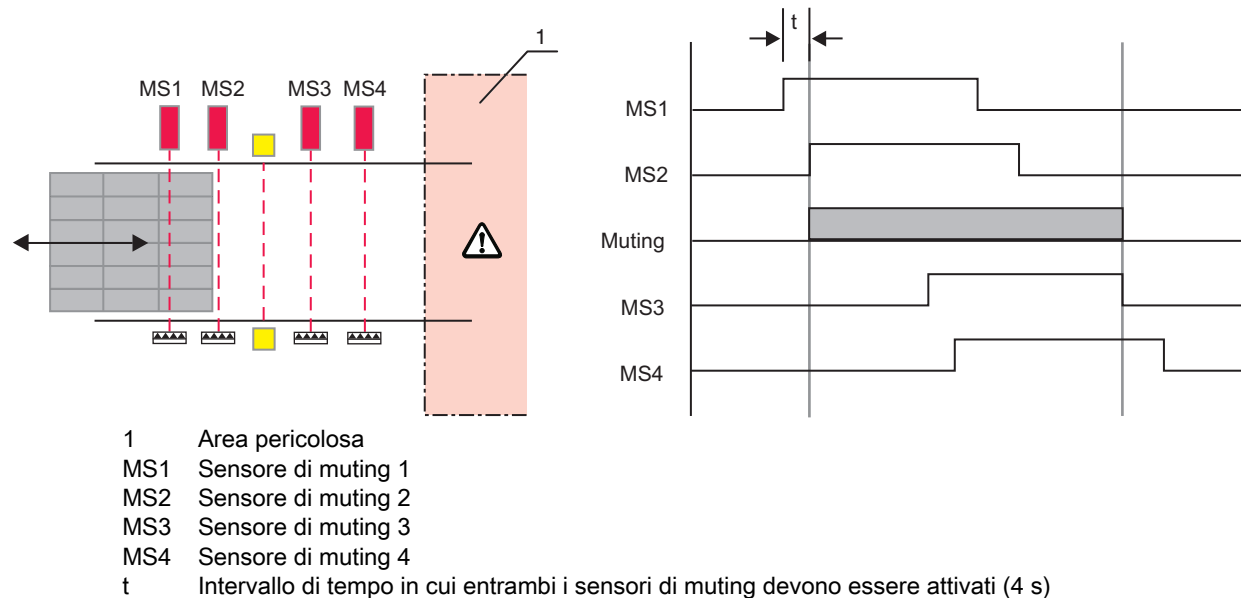 1
MS1 MS2 MS3 MS4
t
MS1
MS2
Muting
MS3
MS4
1 Area pericolosa
MS1 Sensore di muting 1
MS2 Sensore di muting 2
MS3 Sensore di muting 3
MS4 Sensore di muting 4
t Intervallo di tempo in cui entrambi i sensori di muting devono essere attivati (4 s)